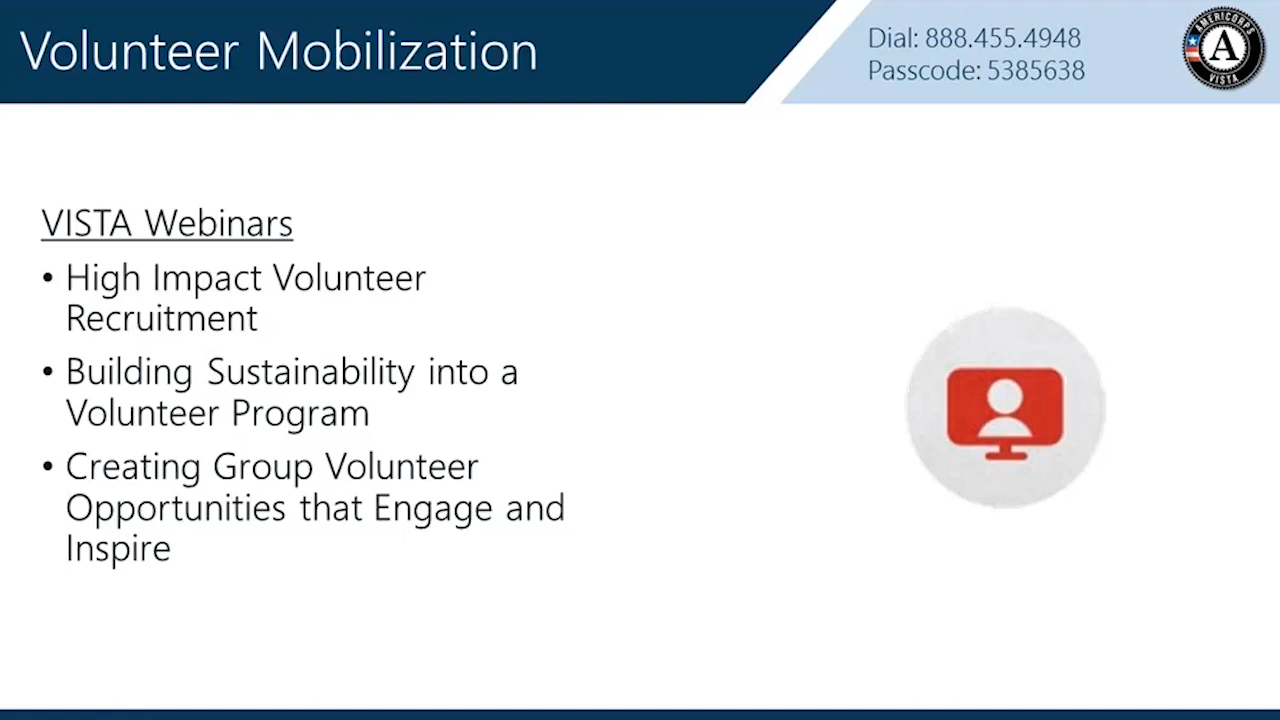 Volunteer Mobilization
Dial: 888.455.4948
Passcode: 5385638
AMERICORPS
A
VISTA
VISTA Webinars
• High Impact Volunteer
Recruitment
• Building Sustainability into a
Volunteer Program
• Creating Group Volunteer
Opportunities that Engage and
Inspire